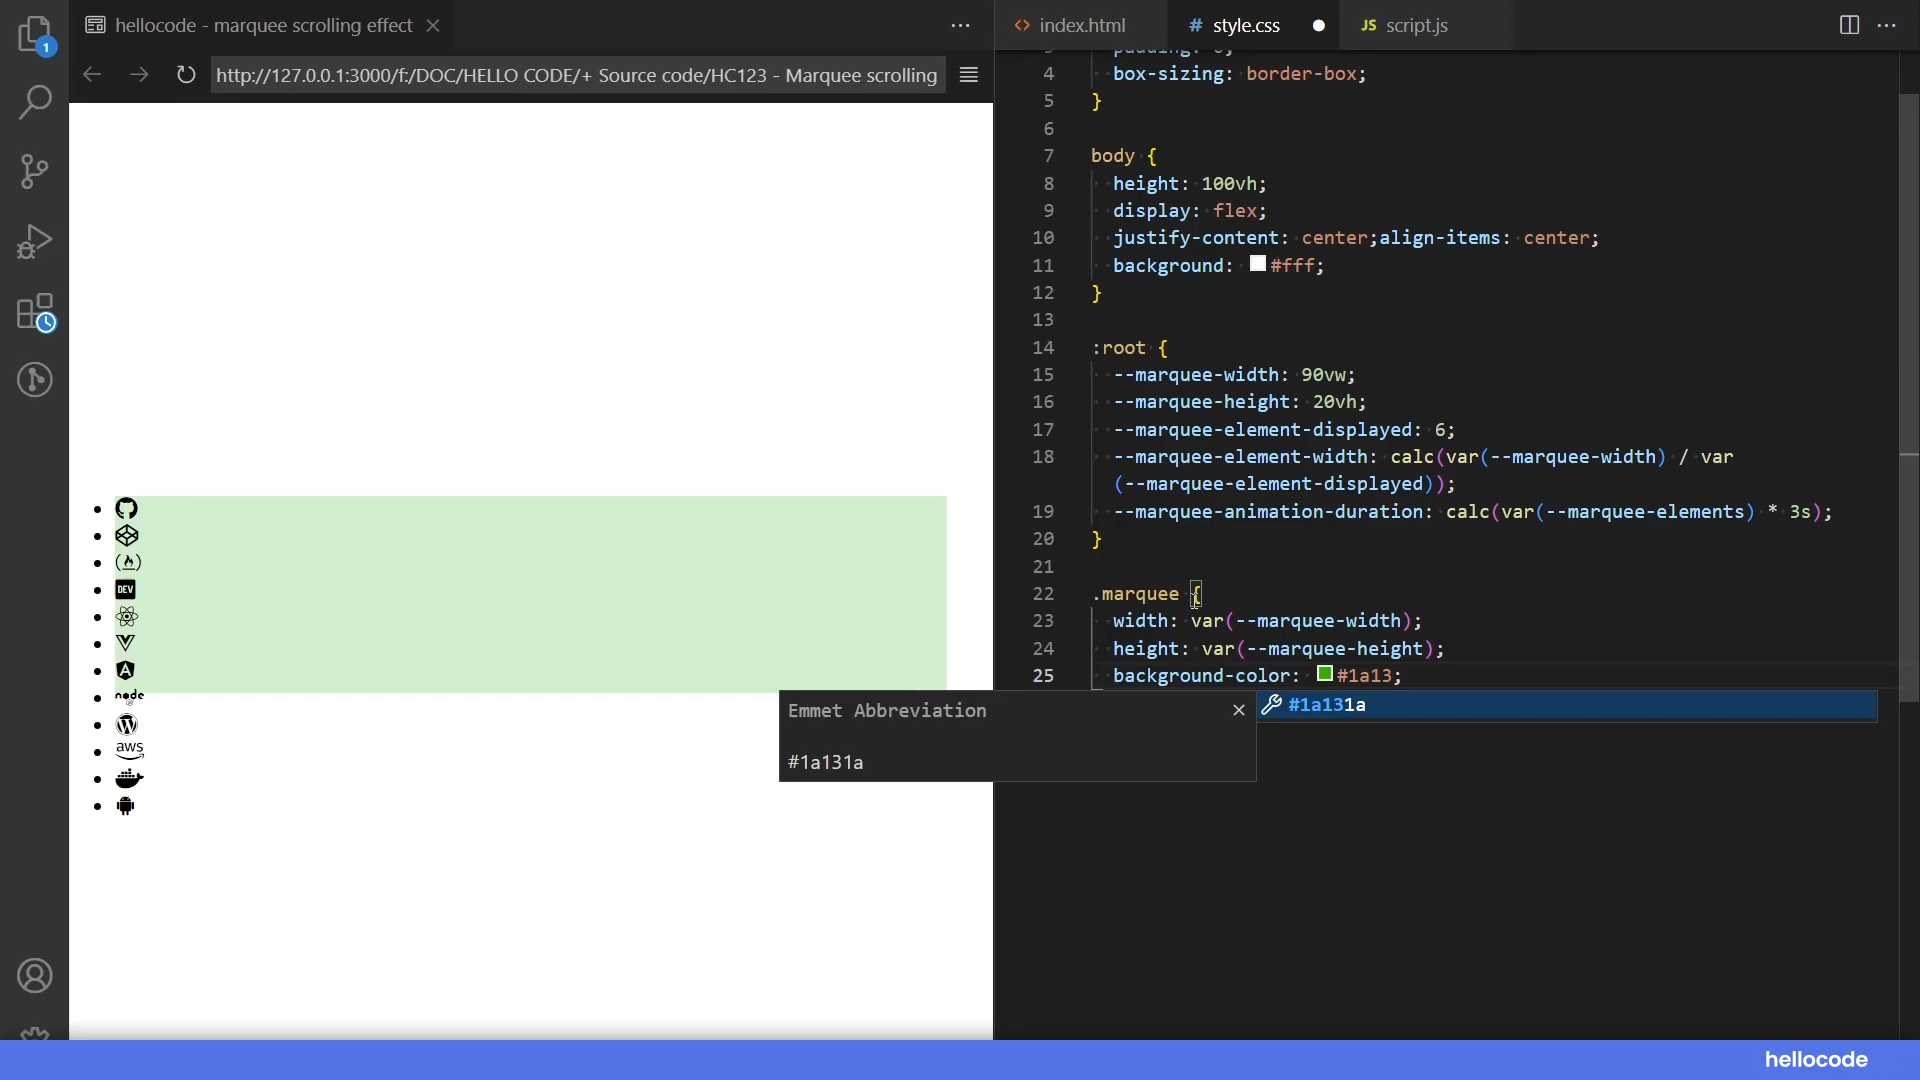 1
hellocode - marquee scrolling effect
http://127.0.0.1:3000/f:/DOC/HELLO CODE/+ Source code/HC123 - Marquee scrolling
DEV
node
aws
<> index.html
# style.css
JS script.js
4 box-sizing: border-box;
5 }
6
7 body {
8 height: 100vh;
9 display: flex;
10 justify-content: center;align-items: center;
11 background: #fff;
12 }
13
14 :root {
15 --marquee-width: 90vw;
16 --marquee-height: 20vh;
17 --marquee-element-displayed: 6;
18 --marquee-element-width: calc(var(--marquee-width) / var
(--marquee-element-displayed));
19 --marquee-animation-duration: calc(var(--marquee-elements) * 3s);
20 }
21
22 .marquee {
23 width: var(--marquee-width);
24 height: var(--marquee-height);
25 background-color: #1a13;
#1a131a
Emmet Abbreviation
#1a131a
hellocode